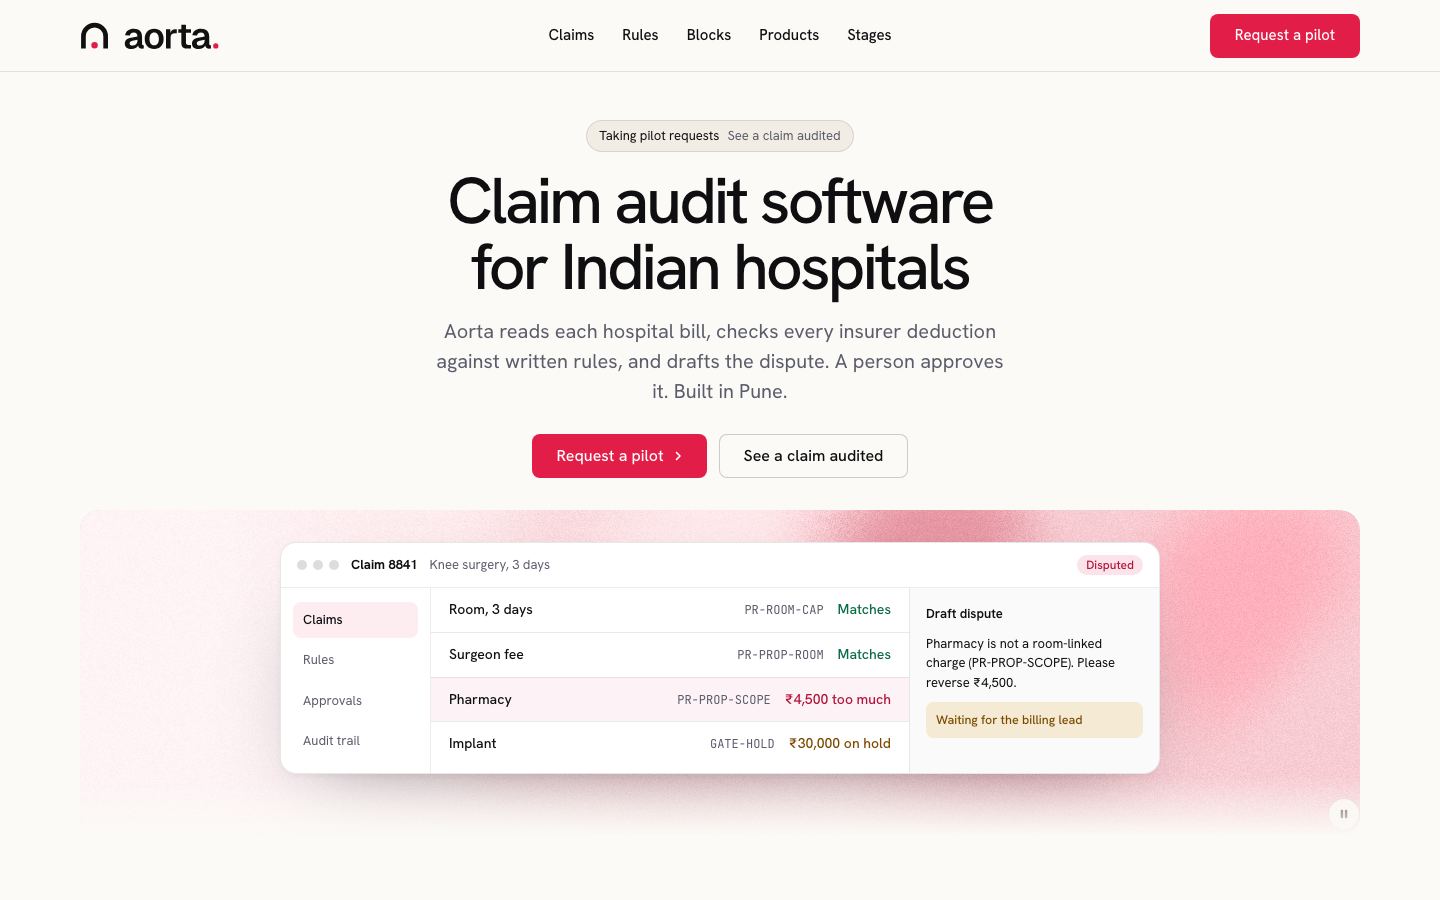 aorta.
Claims Rules Blocks Products Stages
Request a pilot
Taking pilot requests See a claim audited
Claim audit software
for Indian hospitals
Aorta reads each hospital bill, checks every insurer deduction
against written rules, and drafts the dispute. A person approves
it. Built in Pune.
Request a pilot
See a claim audited
Claim 8841 Knee surgery, 3 days
Disputed
Claims
Rules
Approvals
Audit trail
Room, 3 days PR-ROOM-CAP Matches
Surgeon fee PR-PROP-ROOM Matches
Pharmacy PR-PROP-SCOPE ₹4,500 too much
Implant GATE-HOLD ₹30,000 on hold
Draft dispute
Pharmacy is not a room-linked
charge (PR-PROP-SCOPE). Please
reverse ₹4,500.
Waiting for the billing lead